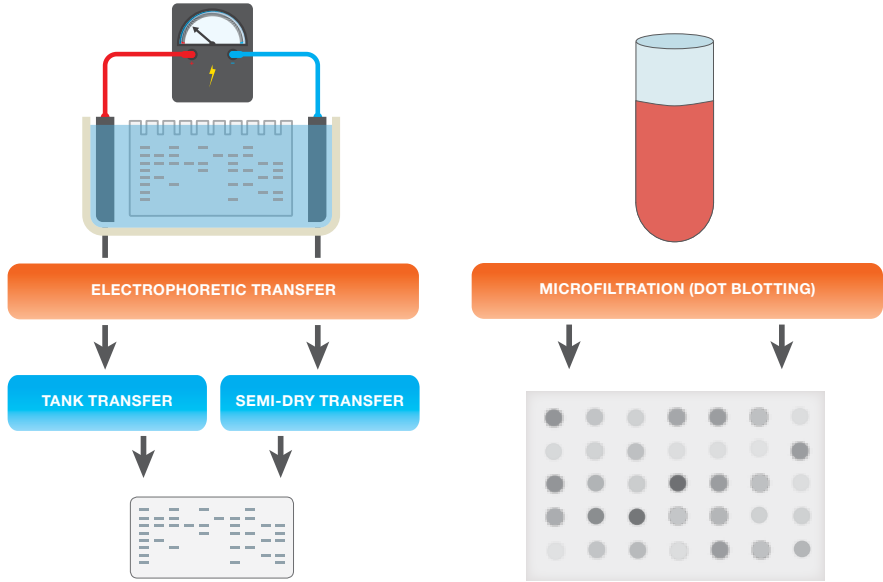 ELECTROPHORETIC TRANSFER
MICROFILTRATION (DOT BLOTTING)
TANK TRANSFER
SEMI-DRY TRANSFER